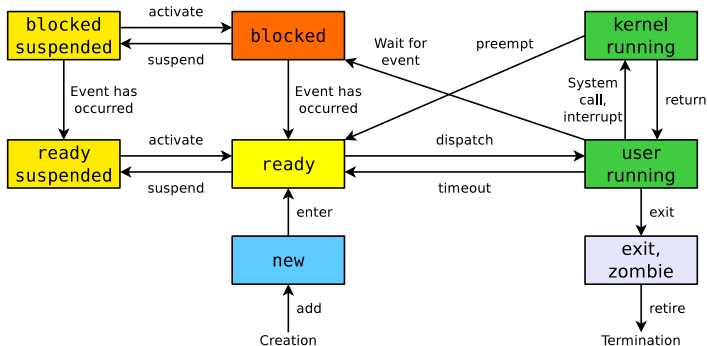 blocked
suspended
activate
suspend
blocked
Wait for
event
preempt
kernel
running
Event has
occurred
Event has
occurred
System
call,
interrupt
return
ready
suspended
activate
suspend
ready
dispatch
timeout
user
running
enter
exit
new
exit,
zombie
add
retire
Creation
Termination